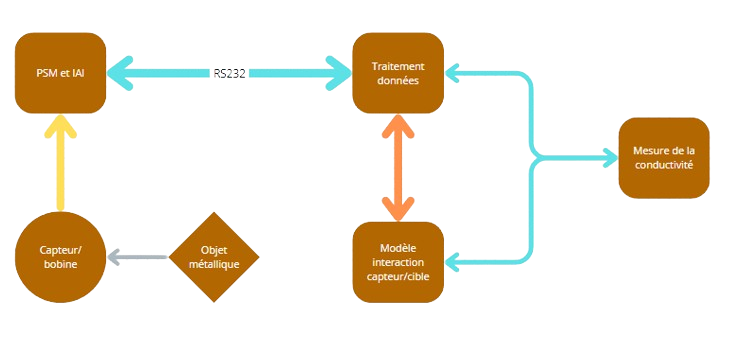 PSM et IAI
RS232
Traitement
données
Mesure de la
conductivité
Capteur/
bobine
Objet
métallique
Modèle
interaction
capteur/cible